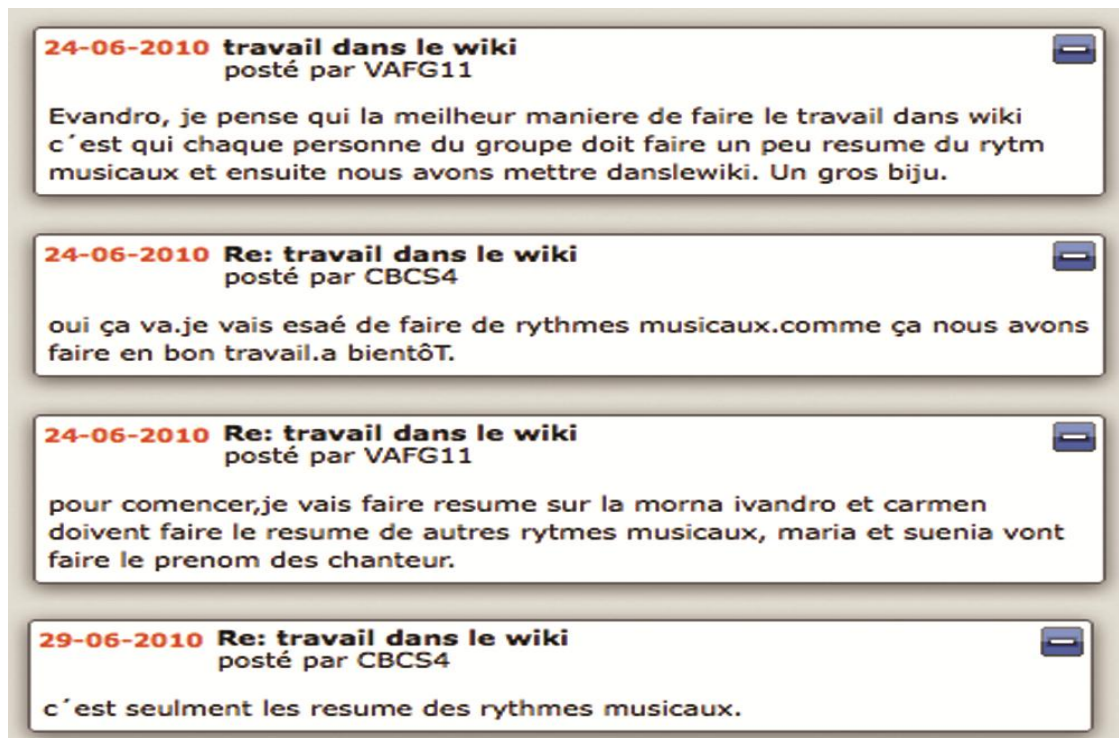 24-06-2010 travail dans le wiki
posté par VAFG11
Evandro, je pense qui la meilheur maniere de faire le travail dans wiki
c´est qui chaque personne du groupe doit faire un peu resume du rytm
musicaux et ensuite nous avons mettre danslewiki. Un gros biju.
24-06-2010 Re: travail dans le wiki
posté par CBCS4
oui ça va.je vais esaé de faire de rythmes musicaux.comme ça nous avons
faire en bon travail.a bientôT.
24-06-2010 Re: travail dans le wiki
posté par VAFG11
pour comencer,je vais faire resume sur la morna ivandro et carmen
doivent faire le resume de autres rytmes musicaux, maria et suenia vont
faire le prenom des chanteur.
29-06-2010 Re: travail dans le wiki
posté par CBCS4
c´est seulment les resume des rythmes musicaux.